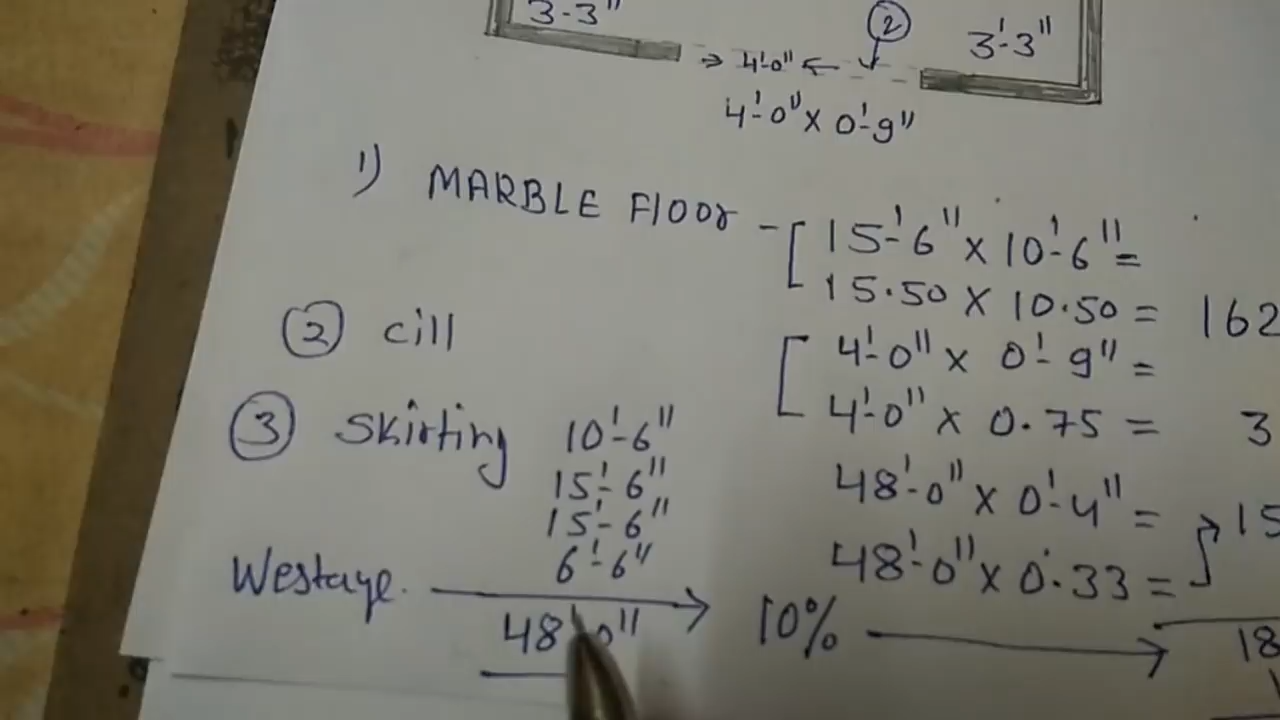 3-3"
②
3'-3"
→ 4'-0" ←
4'-0" x 0'-9"
1) MARBLE Floor - [ 15'-6" x 10'-6" =
15.50 x 10.50 = 162
② cill
[ 4'-0" x 0'-9" =
4'-0" x 0.75 = 3
③ Skirting 10'-6"
15'-6"
15'-6"
6'-6"
48'-0"
48'-0" x 0'-4" =
48'-0" x 0.33 = 15
Westage. → 10% → 18